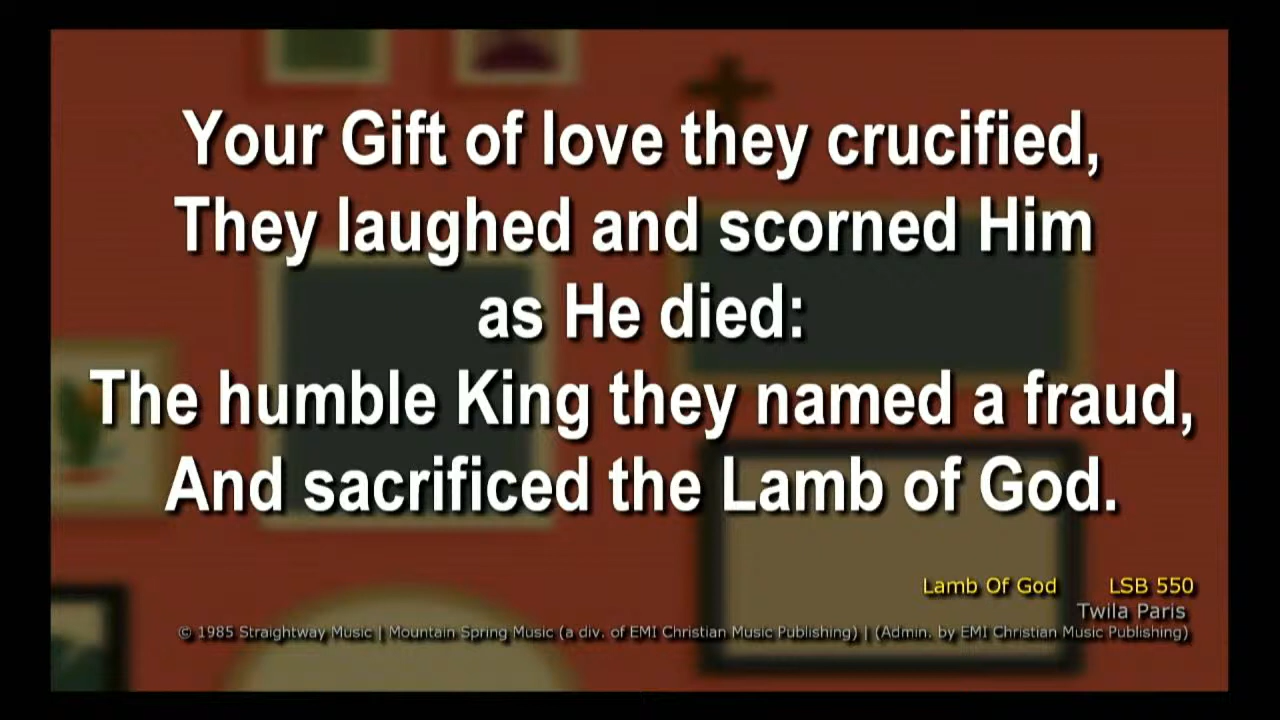 Your Gift of love they crucified,
They laughed and scorned Him
as He died:
The humble King they named a fraud,
And sacrificed the Lamb of God.
Lamb Of God LSB 550
Twila Paris
© 1985 Straightway Music | Mountain Spring Music (a div. of EMI Christian Music Publishing) | (Admin. by EMI Christian Music Publishing)